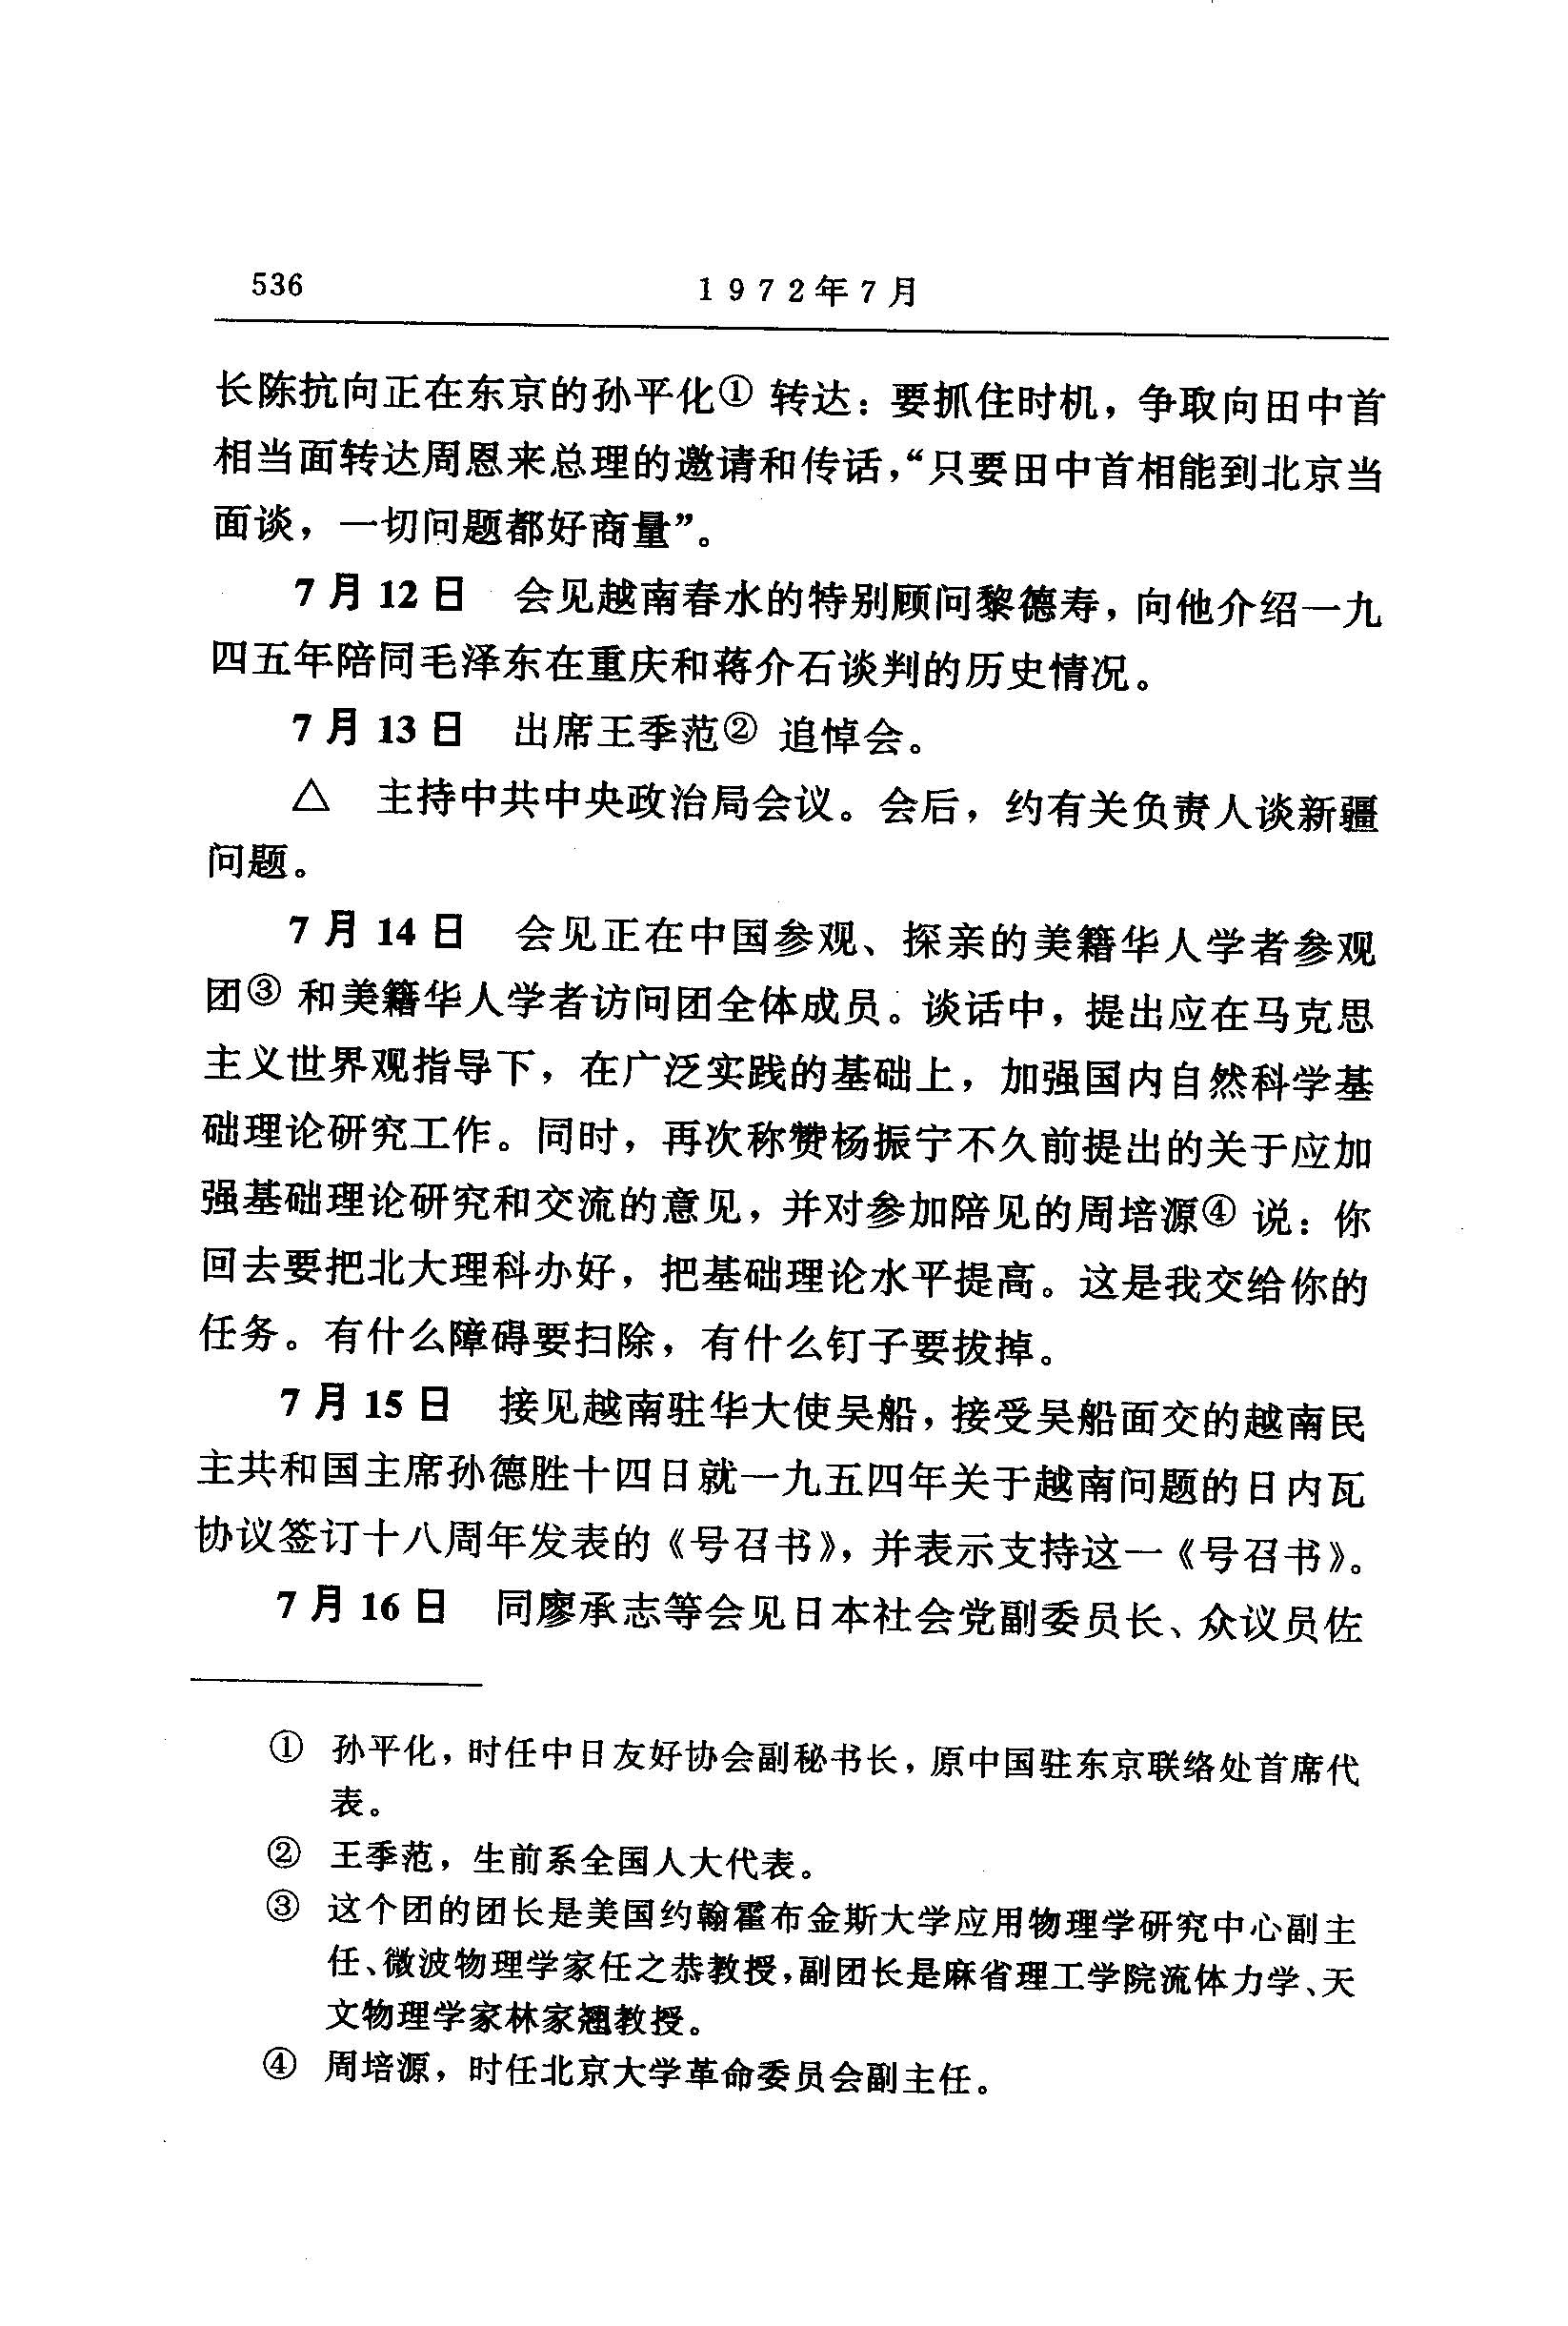 536
1972年7月
长陈抗向正在东京的孙平化① 转达：要抓住时机，争取向田中首
相当面转达周恩来总理的邀请和传话，“只要田中首相能到北京当
面谈，一切问题都好商量”。
7月12日 会见越南春水的特别顾问黎德寿，向他介绍一九
四五年陪同毛泽东在重庆和蒋介石谈判的历史情况。
7月13日 出席王季范② 追悼会。
△ 主持中共中央政治局会议。会后，约有关负责人谈新疆
问题。
7月14日 会见正在中国参观、探亲的美籍华人学者参观
团③ 和美籍华人学者访问团全体成员。谈话中，提出应在马克思
主义世界观指导下，在广泛实践的基础上，加强国内自然科学基
础理论研究工作。同时，再次称赞杨振宁不久前提出的关于应加
强基础理论研究和交流的意见，并对参加陪见的周培源④ 说：你
回去要把北大理科办好，把基础理论水平提高。这是我交给你的
任务。有什么障碍要扫除，有什么钉子要拔掉。
7月15日 接见越南驻华大使吴船，接受吴船面交的越南民
主共和国主席孙德胜十四日就一九五四年关于越南问题的日内瓦
协议签订十八周年发表的《号召书》，并表示支持这一《号召书》。
7月16日 同廖承志等会见日本社会党副委员长、众议员佐
① 孙平化，时任中日友好协会副秘书长，原中国驻东京联络处首席代
表。
② 王季范，生前系全国人大代表。
③ 这个团的团长是美国约翰霍布金斯大学应用物理学研究中心副主
任、微波物理学家任之恭教授，副团长是麻省理工学院流体力学、天
文物理学家林家翘教授。
④ 周培源，时任北京大学革命委员会副主任。